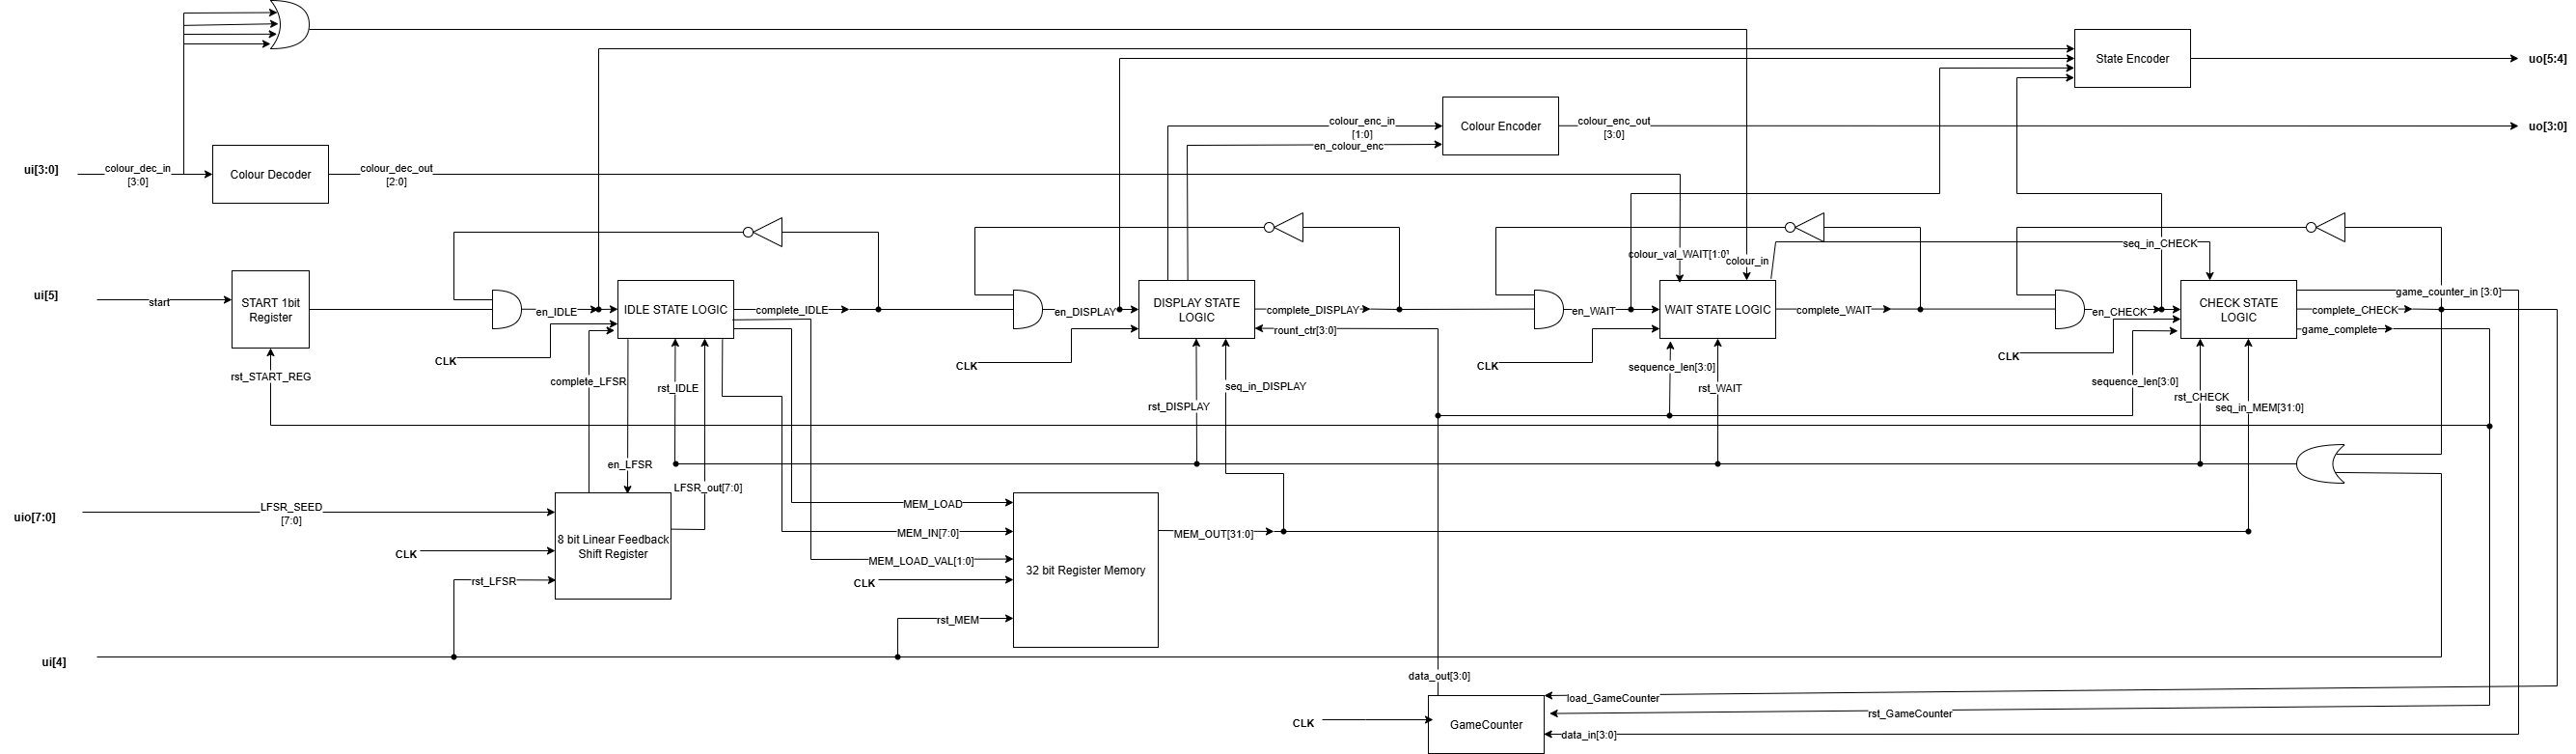 State Encoder
uo[5:4]
colour_enc_in
[1:0]
en_colour_enc
Colour Encoder
colour_enc_out
[3:0]
uo[3:0]
ui[3:0]
colour_dec_in
[3:0]
Colour Decoder
colour_dec_out
[2:0]
colour_val_WAIT[1:0]
colour_in
seq_in_CHECK
ui[5]
start
START 1bit
Register
en_IDLE
IDLE STATE LOGIC
complete_IDLE
en_DISPLAY
DISPLAY STATE
LOGIC
complete_DISPLAY
rount_ctr[3:0]
en_WAIT
WAIT STATE LOGIC
complete_WAIT
en_CHECK
CHECK STATE
LOGIC
game_counter_in [3:0]
complete_CHECK
game_complete
CLK
CLK
CLK
CLK
rst_START_REG
complete_LFSR
rst_IDLE
rst_DISPLAY
seq_in_DISPLAY
sequence_len[3:0]
rst_WAIT
sequence_len[3:0]
rst_CHECK
seq_in_MEM[31:0]
en_LFSR
LFSR_out[7:0]
uio[7:0]
LFSR_SEED
[7:0]
CLK
8 bit Linear Feedback
Shift Register
rst_LFSR
MEM_LOAD
MEM_IN[7:0]
MEM_LOAD_VAL[1:0]
CLK
rst_MEM
32 bit Register Memory
MEM_OUT[31:0]
ui[4]
data_out[3:0]
CLK
GameCounter
load_GameCounter
rst_GameCounter
data_in[3:0]